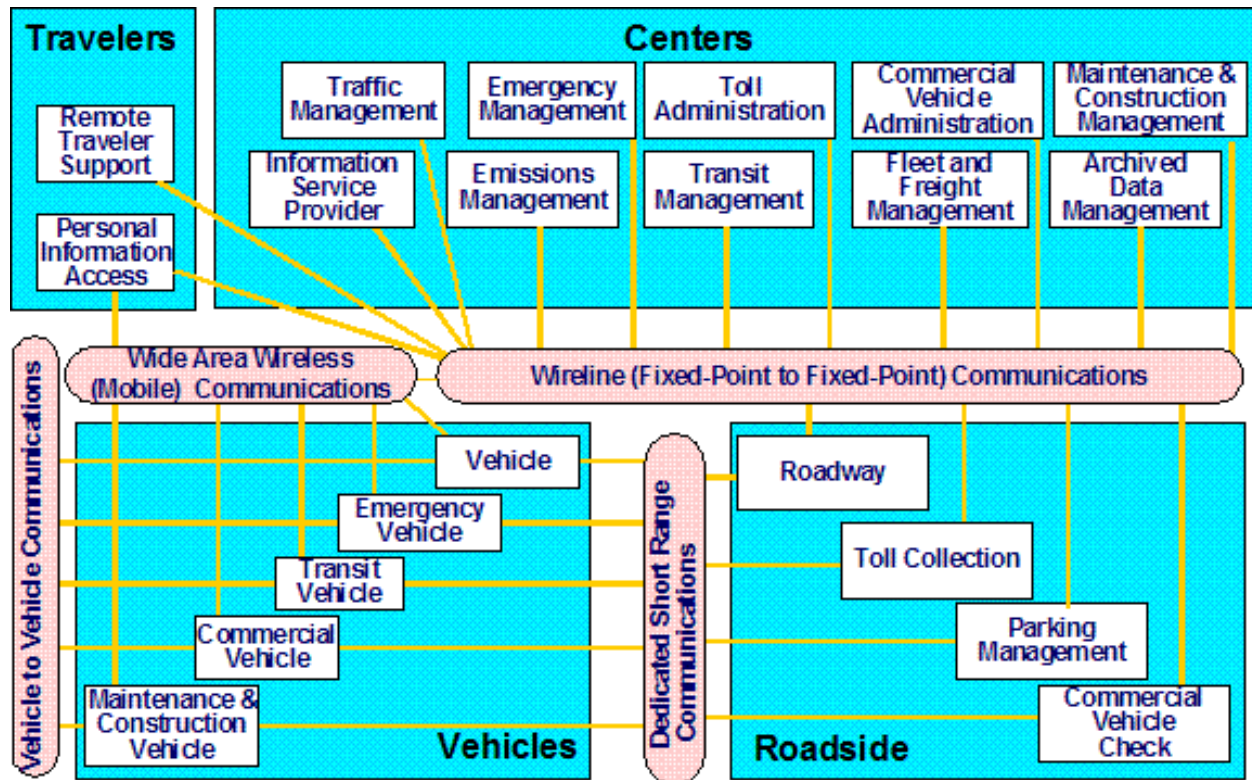 Travelers
Remote
Traveler
Support
Personal
Information
Access
Centers
Traffic
Management
Emergency
Management
Toll
Administration
Commercial
Vehicle
Administration
Maintenance &
Construction
Management
Information
Service
Provider
Emissions
Management
Transit
Management
Fleet and
Freight
Management
Archived
Data
Management
Wide Area Wireless
(Mobile) Communications
Wireline (Fixed-Point to Fixed-Point) Communications
Vehicle to Vehicle Communications
Vehicle
Emergency
Vehicle
Transit
Vehicle
Commercial
Vehicle
Maintenance &
Construction
Vehicle
Vehicles
Dedicated Short Range
Communications
Roadway
Toll Collection
Parking
Management
Commercial
Vehicle
Check
Roadside